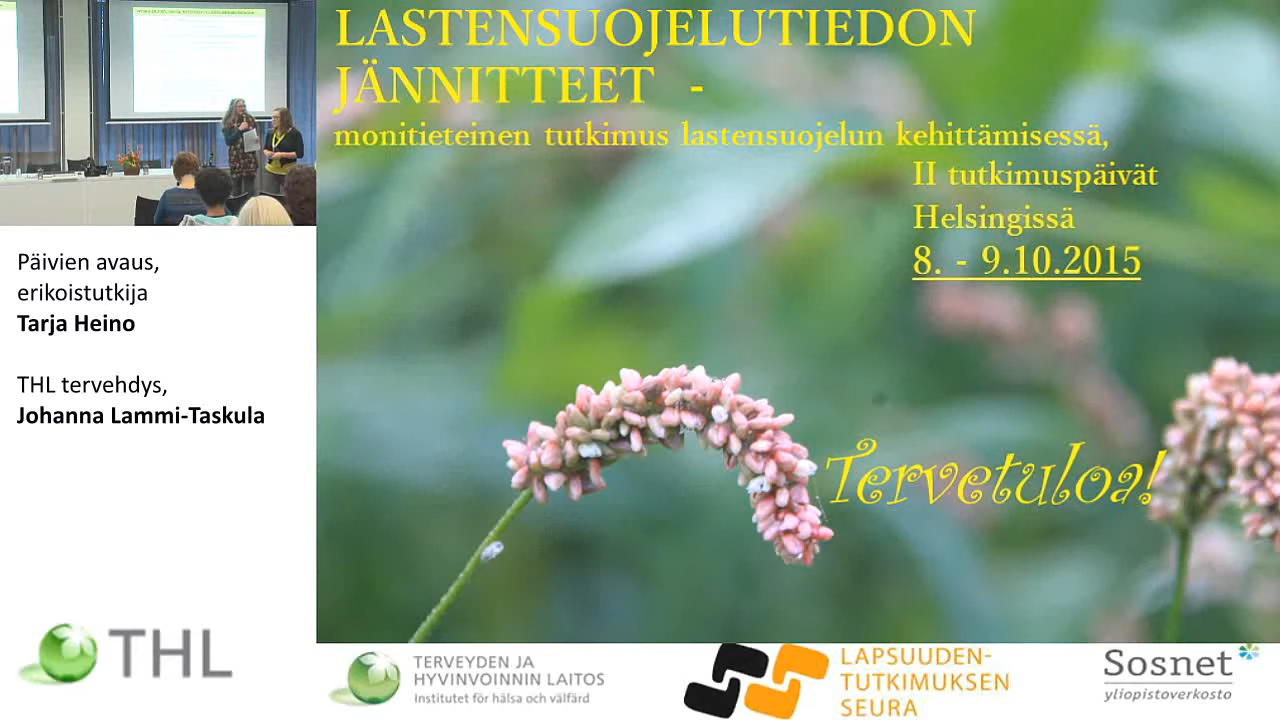 LASTENSUOJELUTIEDON
JÄNNITTEET -
monitieteinen tutkimus lastensuojelun kehittämisessä,
II tutkimuspäivät
Helsingissä
8. - 9.10.2015
Päivien avaus,
erikoistutkija
Tarja Heino
THL tervehdys,
Johanna Lammi-Taskula
Tervetuloa!
THL
TERVEYDEN JA
HYVINVOINNIN LAITOS
Institutet för hälsa och välfärd
LAPSUUDEN-
TUTKIMUKSEN
SEURA
Sosnet
yliopistoverkosto